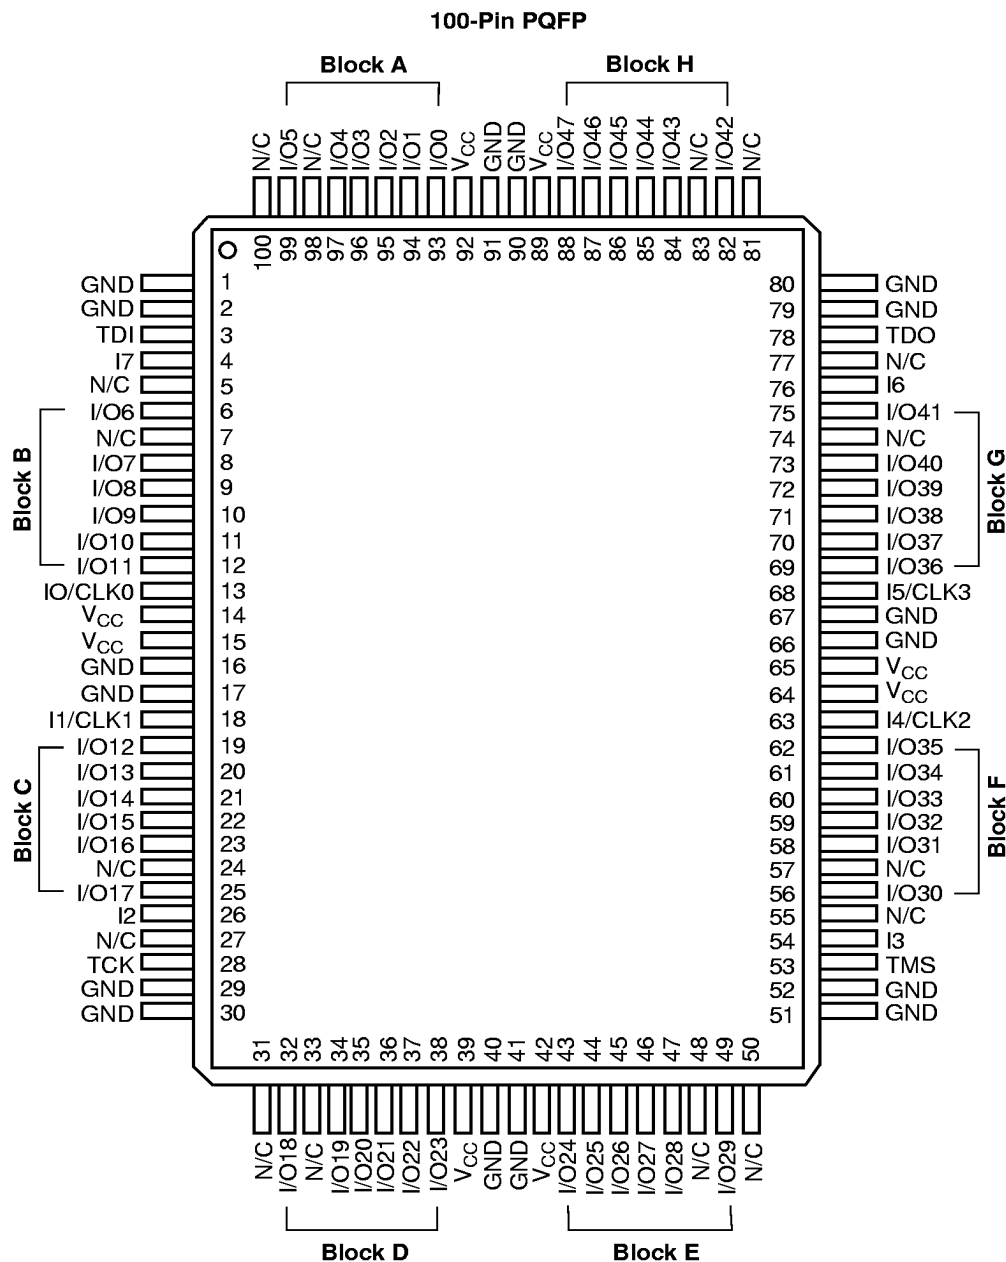 100-Pin PQFP
Block A
Block H
N/C I/O5 N/C I/O4 I/O3 I/O2 I/O1 I/O0 VCC GND GND VCC I/O47 I/O46 I/O45 I/O44 I/O43 N/C I/O42 N/C
100 99 98 97 96 95 94 93 92 91 90 89 88 87 86 85 84 83 82 81
GND 1 80 GND
GND 2 79 GND
TDI 3 78 TDO
I7 4 77 N/C
N/C 5 76 I6
I/O6 6 75 I/O41
N/C 7 74 N/C
I/O7 8 73 I/O40
Block B
Block G
I/O8 9 72 I/O39
I/O9 10 71 I/O38
I/O10 11 70 I/O37
I/O11 12 69 I/O36
IO/CLK0 13 68 I5/CLK3
VCC 14 67 GND
VCC 15 66 GND
GND 16 65 VCC
GND 17 64 VCC
I1/CLK1 18 63 I4/CLK2
I/O12 19 62 I/O35
I/O13 20 61 I/O34
I/O14 21 60 I/O33
Block C
Block F
I/O15 22 59 I/O32
I/O16 23 58 I/O31
N/C 24 57 N/C
I/O17 25 56 I/O30
I2 26 55 N/C
N/C 27 54 I3
TCK 28 53 TMS
GND 29 52 GND
GND 30 51 GND
31 32 33 34 35 36 37 38 39 40 41 42 43 44 45 46 47 48 49 50
N/C I/O18 N/C I/O19 I/O20 I/O21 I/O22 I/O23 VCC GND GND VCC I/O24 I/O25 I/O26 I/O27 I/O28 N/C I/O29 N/C
Block D
Block E